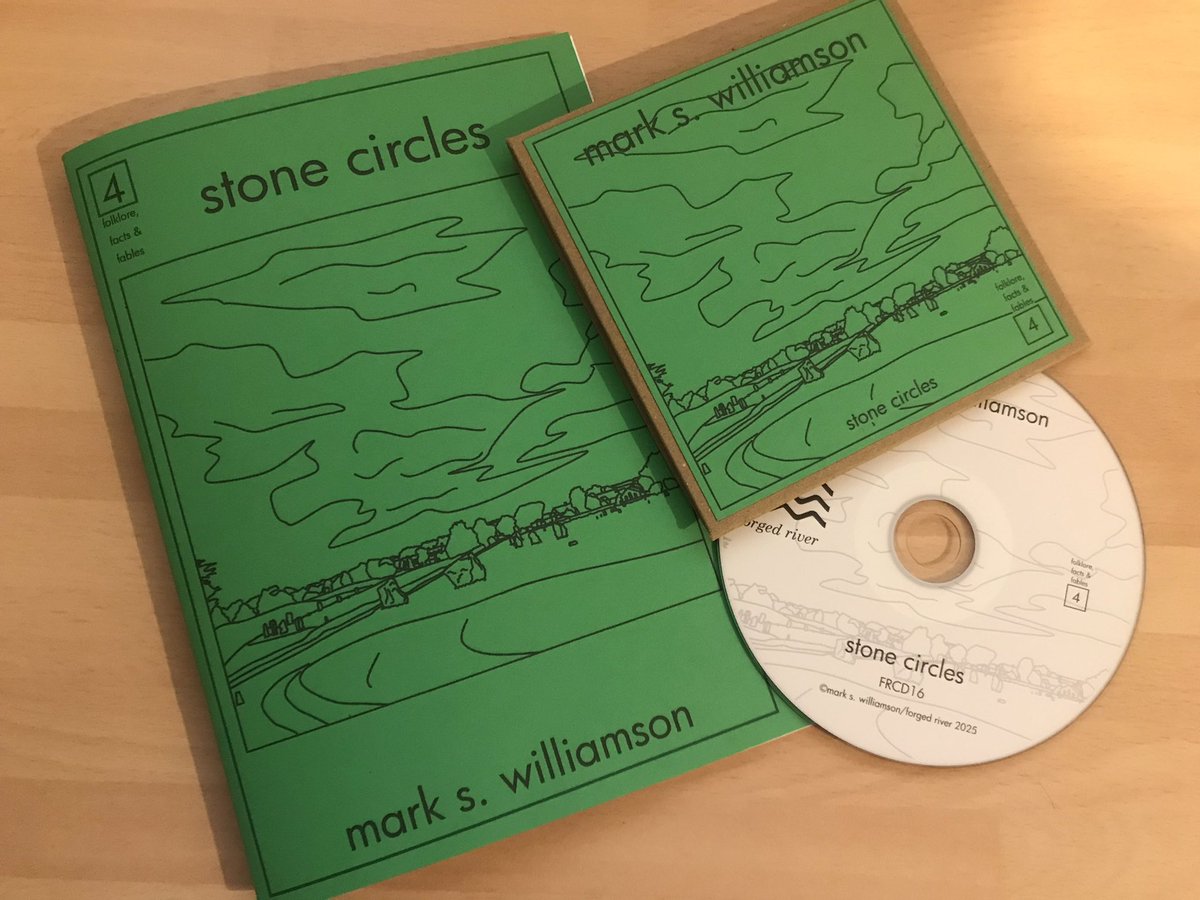 4
folklore,
facts &
fables
stone circles
mark s. williamson
mark s. williamson
folklore,
facts &
fables
4
stone circles
forged river
folklore,
facts &
fables
4
stone circles
FRCD16
©mark s. williamson/forged river 2025